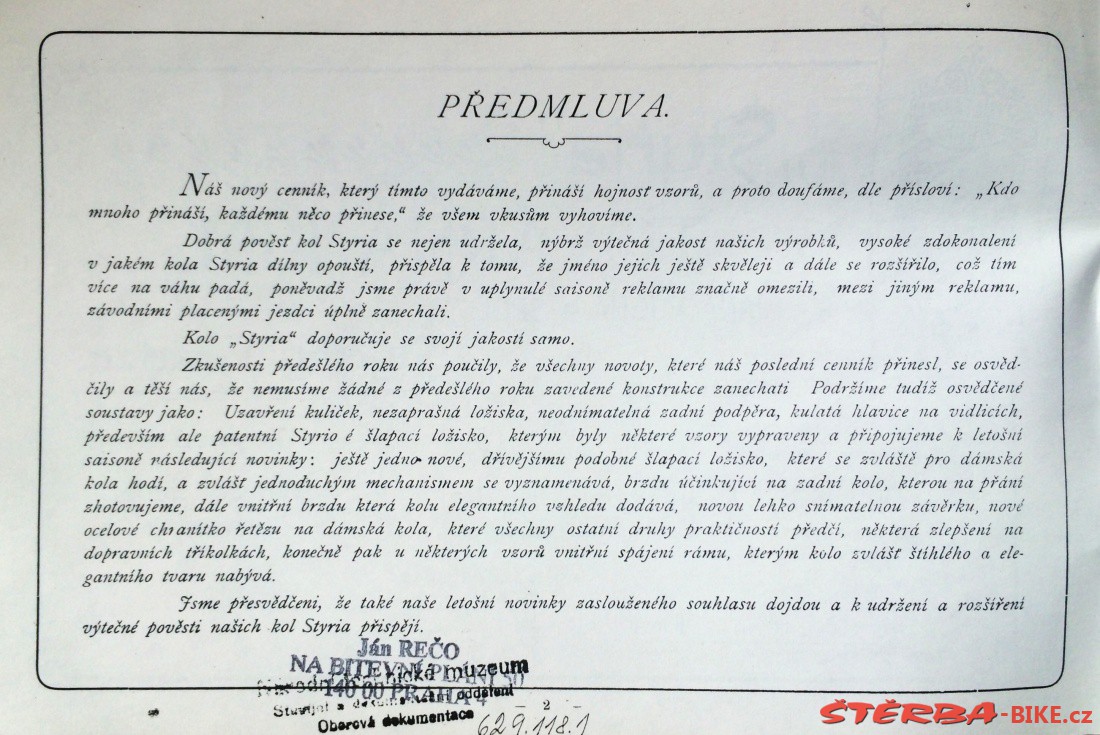 PŘEDMLUVA.
Náš nový cenník, který tímto vydáváme, přináší hojnosť vzorů, a proto doufáme, dle přísloví: „Kdo
mnoho přináší, každému něco přinese,“ že všem vkusům vyhovíme.
Dobrá pověst kol Styria se nejen udržela, nýbrž výtečná jakost našich výrobků, vysoké zdokonalení
v jakém kola Styria dílny opouští, přispěla k tomu, že jméno jejich ještě skvěleji a dále se rozšířilo, což tím
více na váhu padá, poněvadž jsme právě v uplynulé saisoně reklamu značně omezili, mezi jiným reklamu,
závodními placenými jezdci úplně zanechali.
Kolo „Styria“ doporučuje se svojí jakostí samo.
Zkušenosti předešlého roku nás poučily, že všechny novoty, které náš poslední cenník přinesl, se osvěd-
čily a těší nás, že nemusíme žádné z předešlého roku zavedené konstrukce zanechati Podržíme tudíž osvědčené
soustavy jako: Uzavření kuliček, nezaprašná ložiska, neodnímatelná zadní podpěra, kulatá hlavice na vidlicích,
především ale patentní Styrio é šlapací ložisko, kterým byly některé vzory vypraveny a připojujeme k letošní
saisoně následující novinky: ještě jedno nové, dřívějšímu podobné šlapací ložisko, které se zvláště pro dámská
kola hodí, a zvlášť jednoduchým mechanismem se vyznamenává, brzdu účinkující na zadní kolo, kterou na přání
zhotovujeme, dále vnitřní brzdu která kolu elegantního vzhledu dodává, novou lehko snímatelnou závěrku, nové
ocelové chranítko řetězu na dámská kola, které všechny ostatní druhy praktičností předčí, některá zlepšení na
dopravních tříkolkách, konečně pak u některých vzorů vnitřní spájení rámu, kterým kolo zvlášť štíhlého a ele-
gantního tvaru nabývá.
Jsme přesvědčeni, že také naše letošní novinky zaslouženého souhlasu dojdou a k udržení a rozšíření
výtečné pověsti našich kol Styria přispějí.
Ján REČO
NA BITEVNÍ PLÁNI 50
140 00 PRAHA 4
muzeum
oddělení
Oborová dokumentace
– 2 –
629.118.1
ŠTĚRBA-BIKE.cz